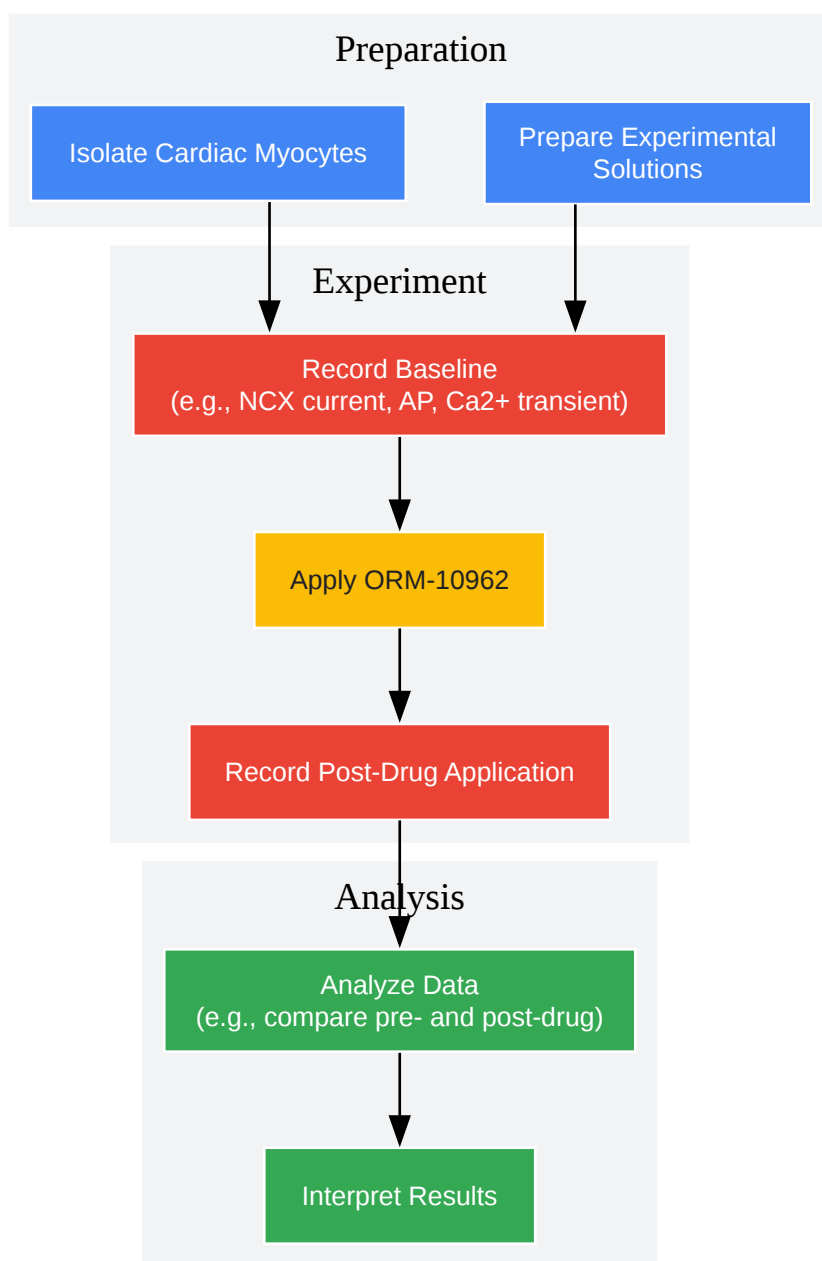 Preparation
Isolate Cardiac Myocytes
Prepare Experimental
Solutions
Experiment
Record Baseline
(e.g., NCX current, AP, Ca2+ transient)
Apply ORM-10962
Record Post-Drug Application
Analysis
Analyze Data
(e.g., compare pre- and post-drug)
Interpret Results